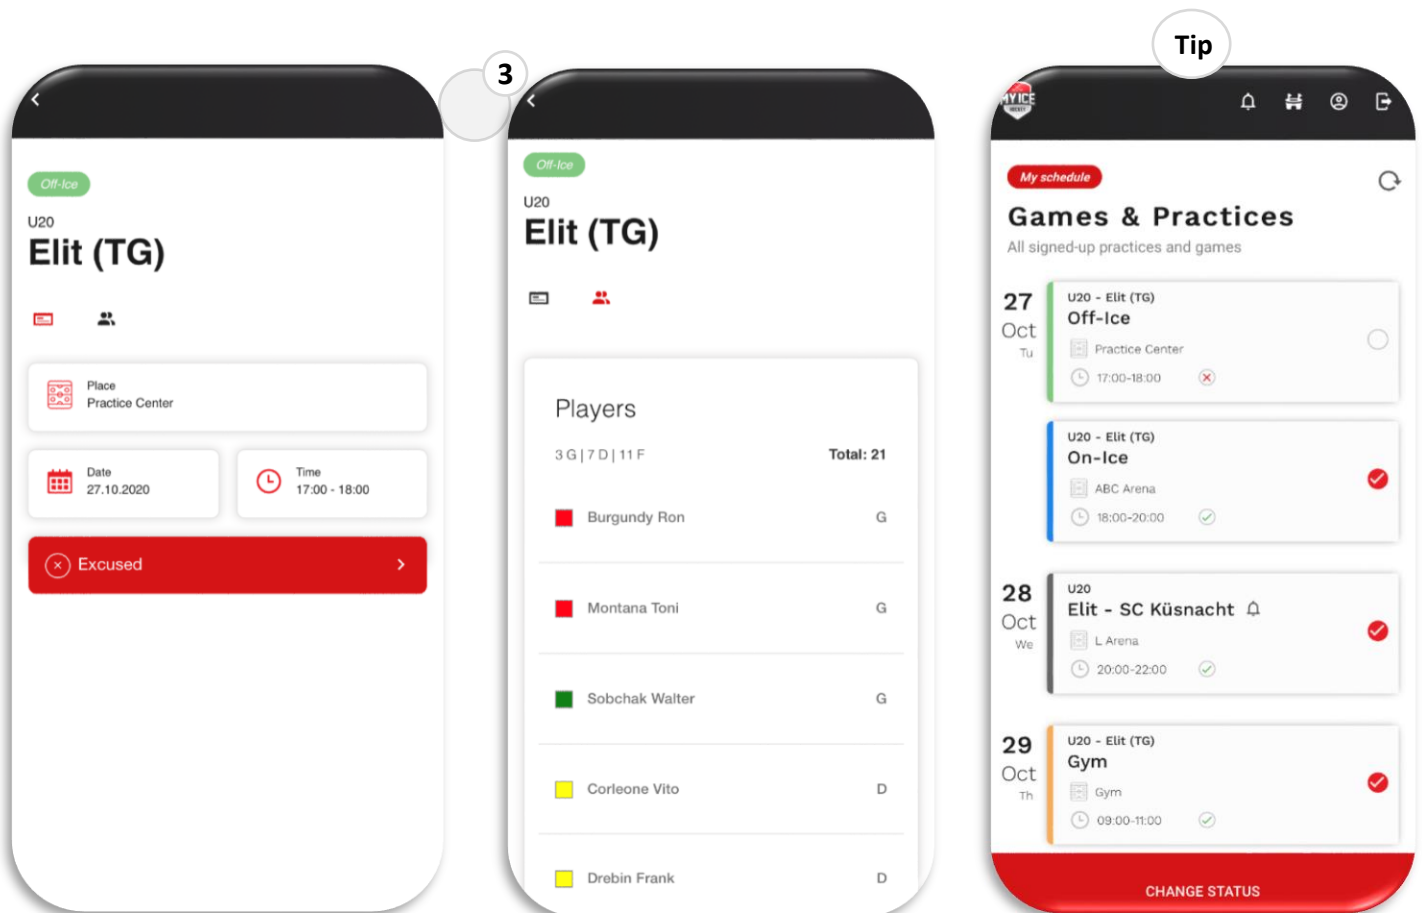 Off-Ice
U20
Elit (TG)
Place
Practice Center
Date
27.10.2020
Time
17:00 - 18:00
Excused
3
Off-Ice
U20
Elit (TG)
Players
3 G | 7 D | 11 F
Total: 21
Burgundy Ron G
Montana Toni G
Sobchak Walter G
Corleone Vito D
Drebin Frank D
Tip
MY ICE
HOCKEY
My schedule
Games & Practices
All signed-up practices and games
27
Oct
Tu
U20 - Elit (TG)
Off-Ice
Practice Center
17:00-18:00
U20 - Elit (TG)
On-Ice
ABC Arena
18:00-20:00
28
Oct
We
U20
Elit - SC Küsnacht
L Arena
20:00-22:00
29
Oct
Th
U20 - Elit (TG)
Gym
Gym
09:00-11:00
CHANGE STATUS